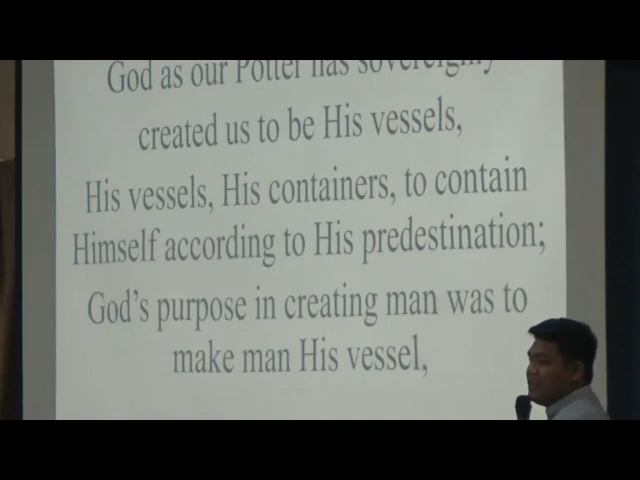 God as our Potter has sovereignly
created us to be His vessels,
His vessels, His containers, to contain
Himself according to His predestination;
God's purpose in creating man was to
make man His vessel,